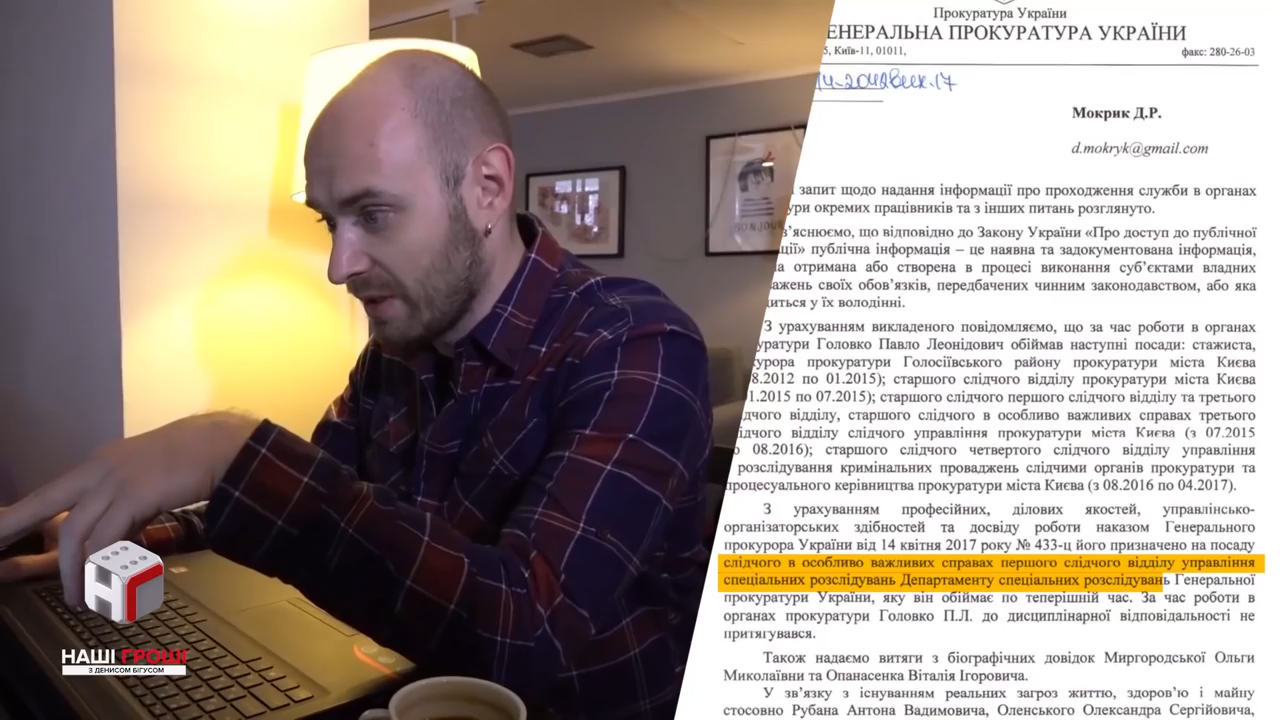 Прокуратура України
ЕНЕРАЛЬНА ПРОКУРАТУРА УКРАЇНИ
5, Київ-11, 01011,
факс: 280-26-03
Мокрик Д.Р.
d.mokryk@gmail.com
запит щодо надання інформації про проходження служби в органах
ури окремих працівників та з інших питань розглянуто.
з’яснюємо, що відповідно до Закону України «Про доступ до публічної
ації» публічна інформація – це наявна та задокументована інформація,
а отримана або створена в процесі виконання суб’єктами владних
ажень своїх обов’язків, передбачених чинним законодавством, або яка
диться у їх володінні.
З урахуванням викладеного повідомляємо, що за час роботи в органах
уратури Головко Павло Леонідович обіймав наступні посади: стажиста,
курора прокуратури Голосіївського району прокуратури міста Києва
8.2012 по 01.2015); старшого слідчого відділу прокуратури міста Києва
1.2015 по 07.2015); старшого слідчого першого слідчого відділу та третього
ідчого відділу, старшого слідчого в особливо важливих справах третього
ідчого відділу слідчого управління прокуратури міста Києва (з 07.2015
о 08.2016); старшого слідчого четвертого слідчого відділу управління
розслідування кримінальних проваджень слідчими органів прокуратури та
процесуального керівництва прокуратури міста Києва (з 08.2016 по 04.2017).
З урахуванням професійних, ділових якостей, управлінсько-
організаторських здібностей та досвіду роботи наказом Генерального
прокурора України від 14 квітня 2017 року № 433-ц його призначено на посаду
слідчого в особливо важливих справах першого слідчого відділу управління
спеціальних розслідувань Департаменту спеціальних розслідувань Генеральної
прокуратури України, яку він обіймає по теперішній час. За час роботи в
органах прокуратури Головко П.Л. до дисциплінарної відповідальності не
притягувався.
Також надаємо витяги з біографічних довідок Миргородської Ольги
Миколаївни та Опанасенка Віталія Ігоровича.
У зв’язку з існуванням реальних загроз життю, здоров’ю і майну
стосовно Рубана Антона Вадимовича, Оленського Олександра Сергійовича,
НАШІ ГРОШІ
З ДЕНИСОМ БІГУСОМ